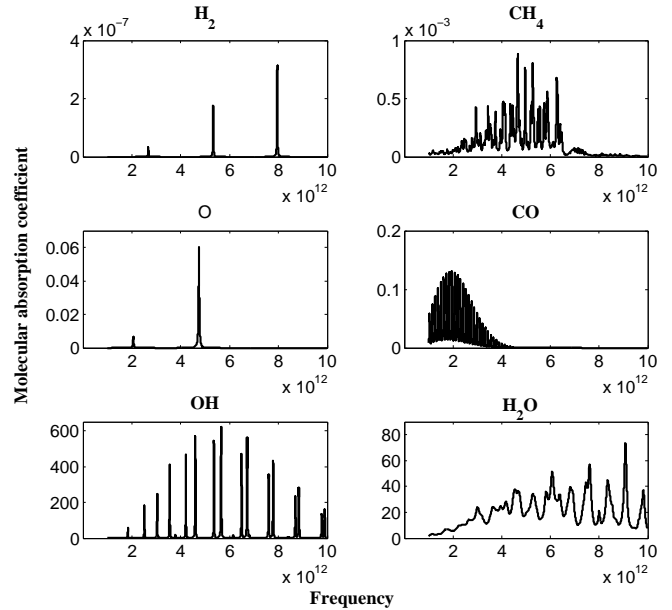 H2
4 x 10^-7
2
0
2 4 6 8 10
x 10^12
CH4
1 x 10^-3
0.5
0
2 4 6 8 10
x 10^12
O
0.06
0.04
0.02
0
2 4 6 8 10
x 10^12
CO
0.2
0.1
0
2 4 6 8 10
x 10^12
OH
600
400
200
0
2 4 6 8 10
x 10^12
H2O
80
60
40
20
0
2 4 6 8 10
x 10^12
Molecular absorption coefficient
Frequency